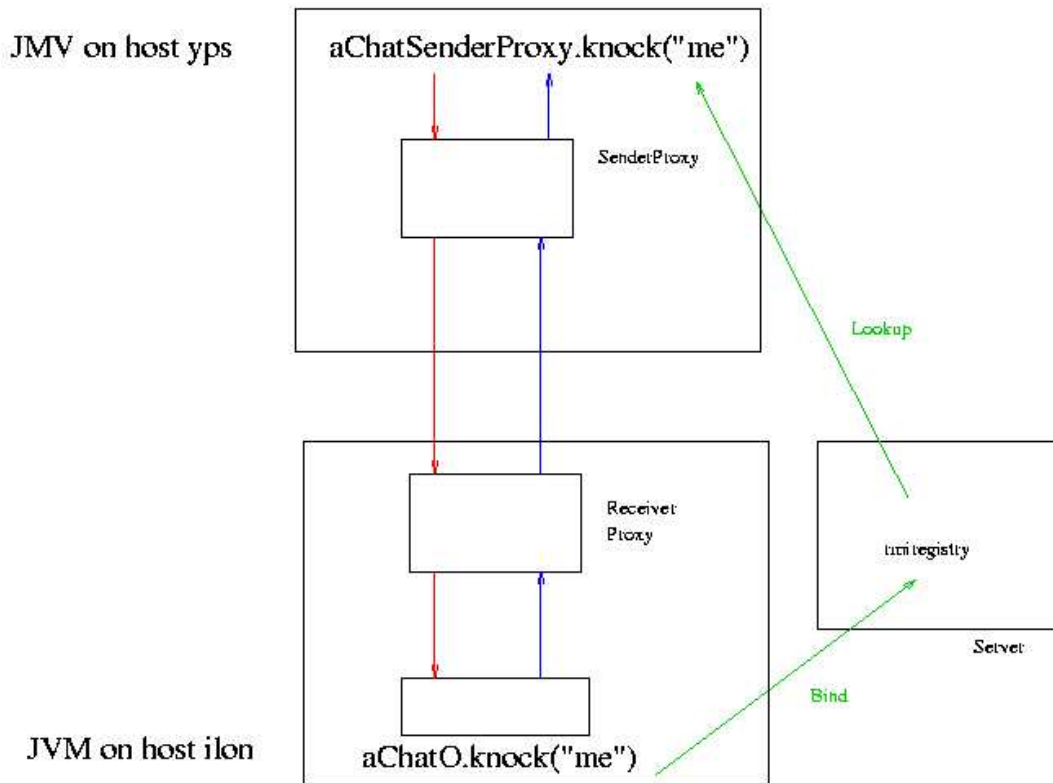 JMV on host yps
aChatSenderProxy.knock("me")
SenderProxy
Lookup
Receiver
Proxy
rmiregistry
Server
Bind
JVM on host ilon
aChatO.knock("me")